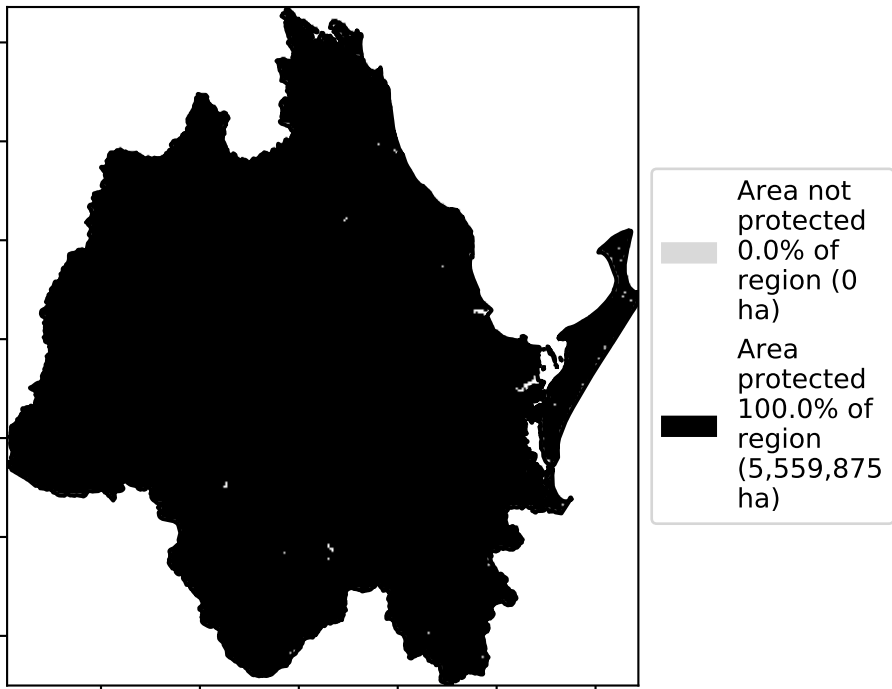 Area not
protected
0.0% of
region (0
ha)
Area
protected
100.0% of
region
(5,559,875
ha)